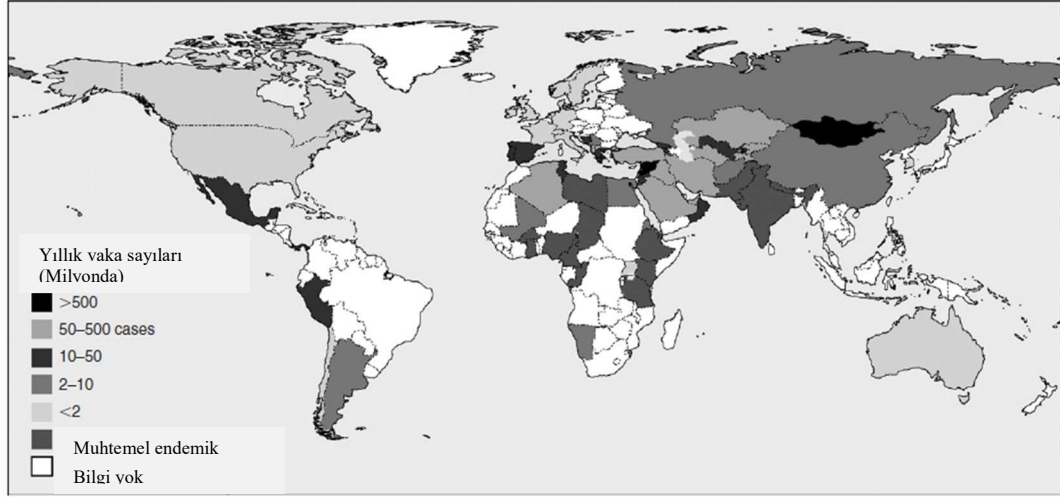 Yıllık vaka sayıları
(Milyonda)
>500
50–500 cases
10–50
2–10
<2
Muhtemel endemik
Bilgi yok